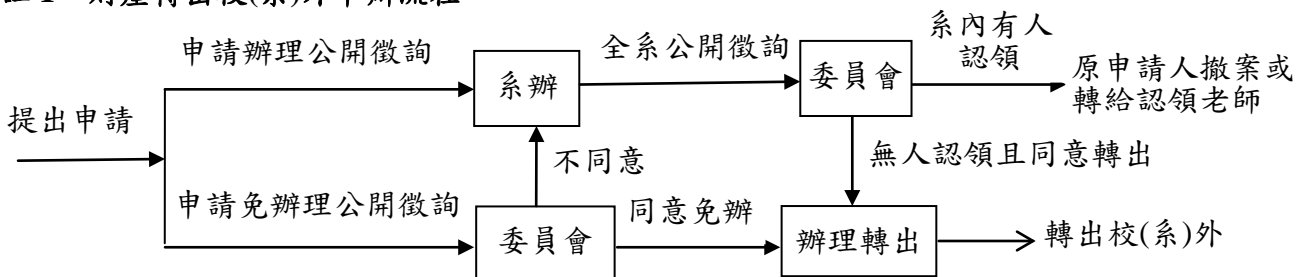 申請辦理公開徵詢
系辦
全系公開徵詢
委員會
系內有人
認領
原申請人撤案或
轉給認領老師
提出申請
不同意
無人認領且同意轉出
申請免辦理公開徵詢
委員會
同意免辦
辦理轉出
轉出校(系)外